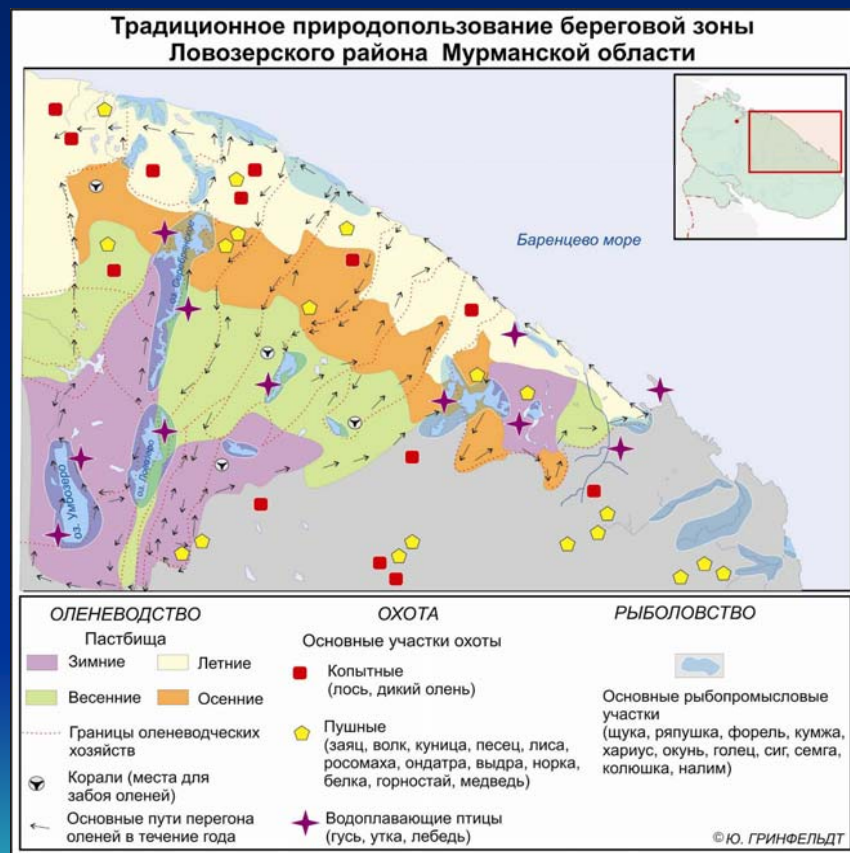 Традиционное природопользование береговой зоны
Ловозерского района Мурманской области
Баренцево море
оз. Умбозеро
ОЛЕНЕВОДСТВО
Пастбища
Зимние
Летние
Весенние
Осенние
Границы оленеводческих
хозяйств
Корали (места для
забоя оленей)
Основные пути перегона
оленей в течение года
ОХОТА
Основные участки охоты
Копытные
(лось, дикий олень)
Пушные
(заяц, волк, куница, песец, лиса,
росомаха, ондатра, выдра, норка,
белка, горностай, медведь)
Водоплавающие птицы
(гусь, утка, лебедь)
РЫБОЛОВСТВО
Основные рыбопромысловые
участки
(щука, ряпушка, форель, кумжа,
хариус, окунь, голец, сиг, семга,
колюшка, налим)
© Ю. ГРИНФЕЛЬДТ